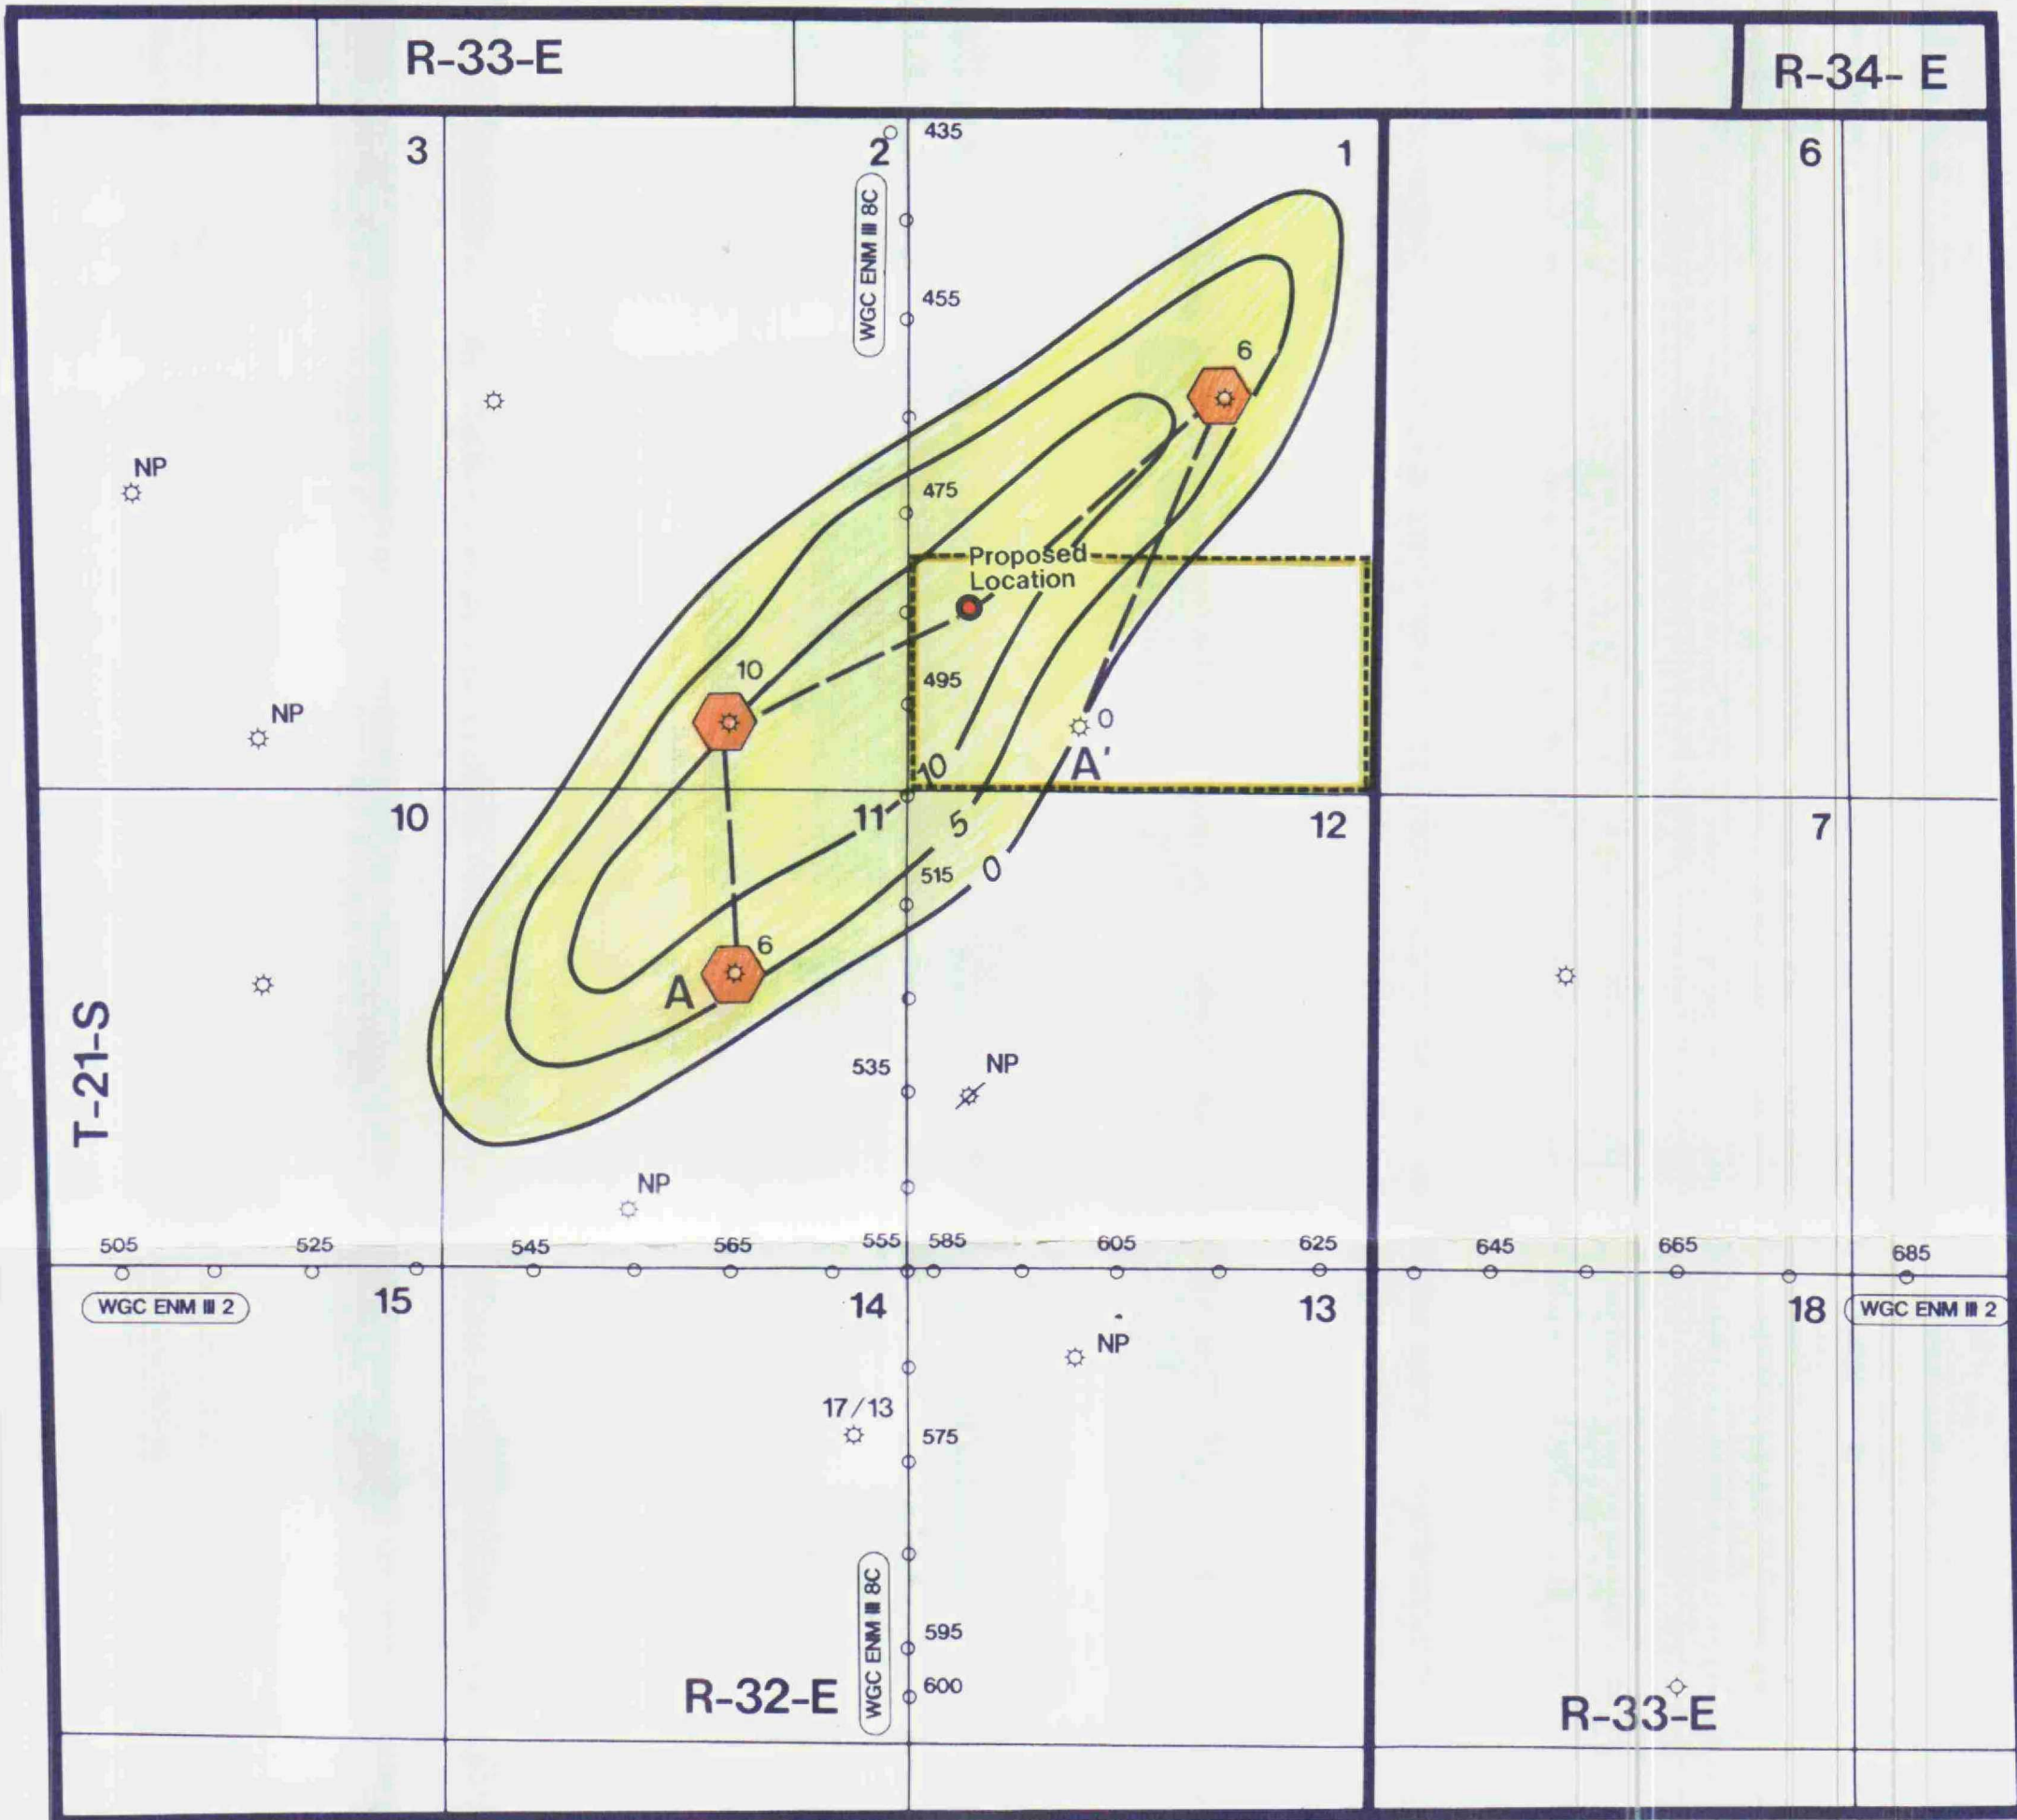 R-33-E
R-34- E
3
2
435
1
6
WGC ENM III 8C
455
6
NP
475
Proposed
Location
10
495
NP
0
A'
10
10
11
5
12
7
0
515
6
A
T-21-S
535
NP
NP
505
525
545
565
555
585
605
625
645
665
685
WGC ENM III 2
15
14
13
18
WGC ENM III 2
NP
17/13
575
WGC ENM III 8C
595
600
R-32-E
R-33-E